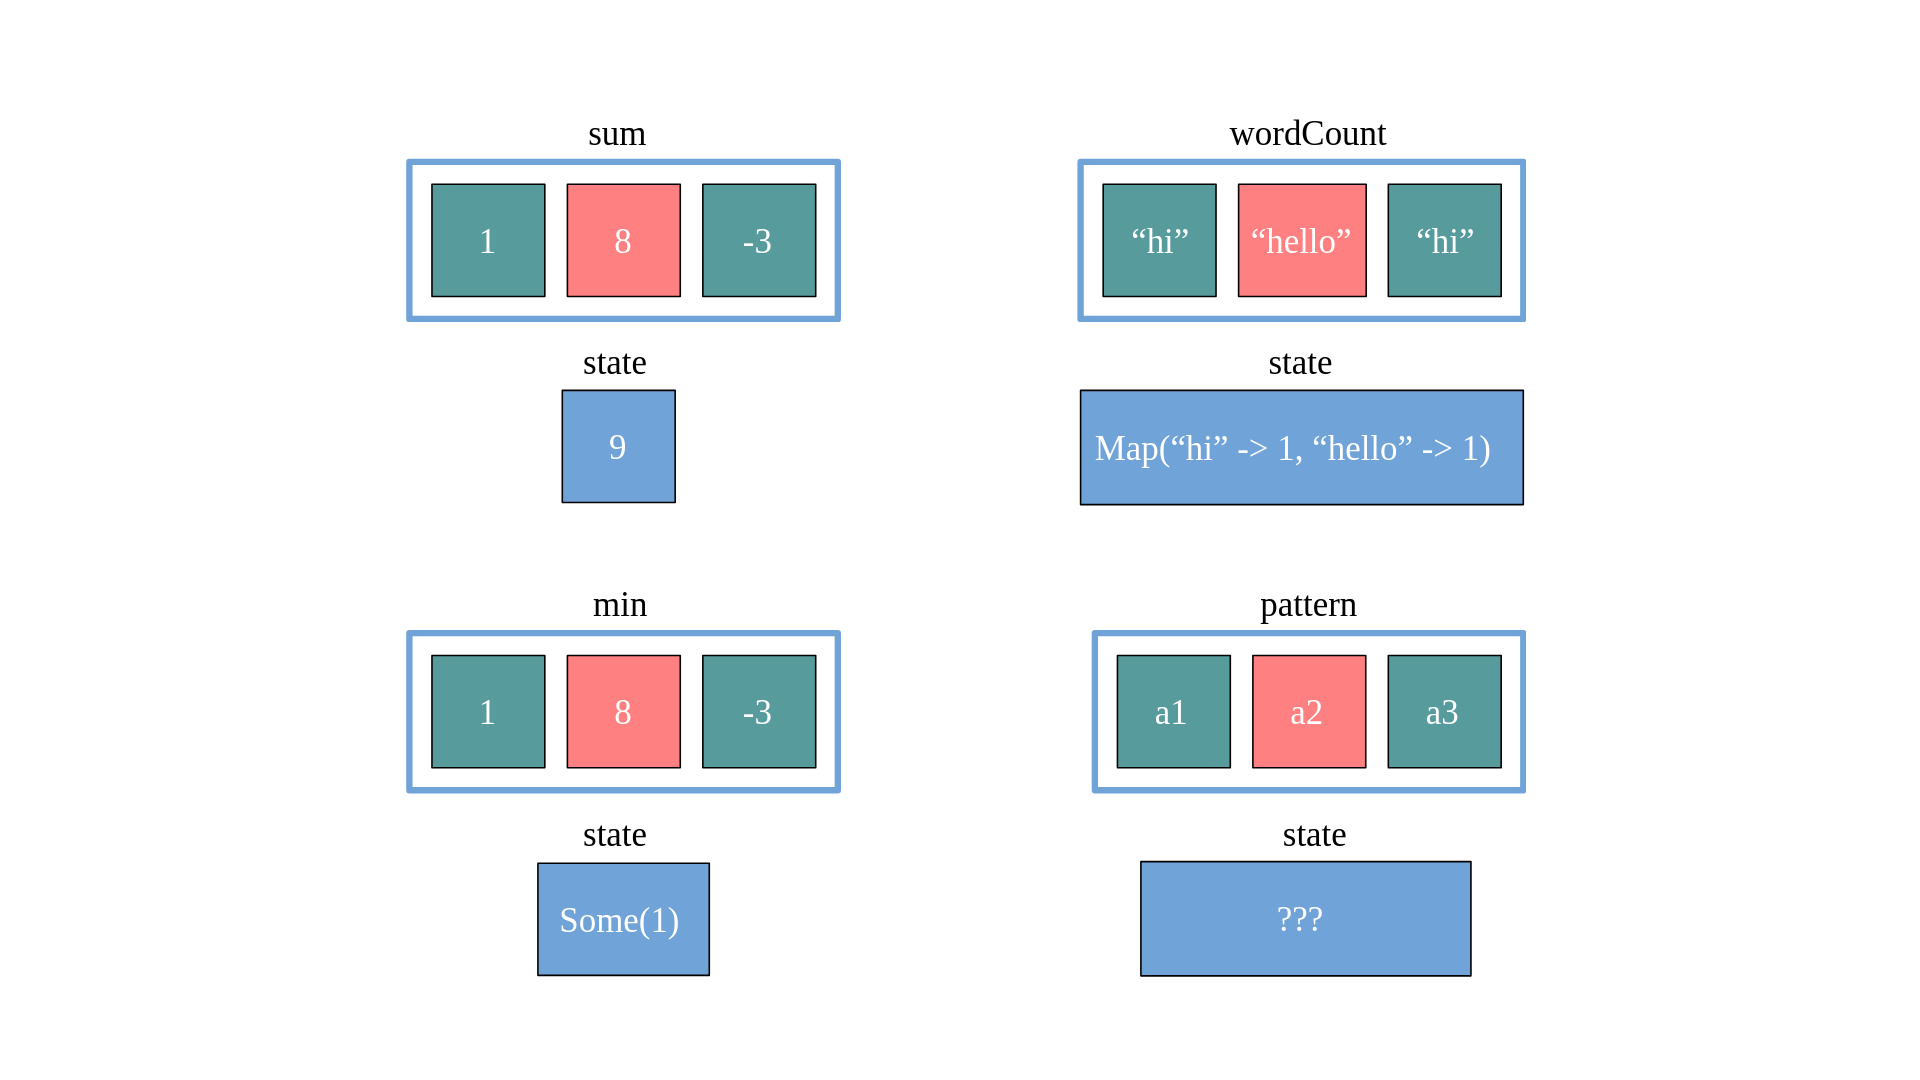 sum
1 8 -3
state
9
wordCount
“hi” “hello” “hi”
state
Map(“hi” -> 1, “hello” -> 1)
min
1 8 -3
state
Some(1)
pattern
a1 a2 a3
state
???